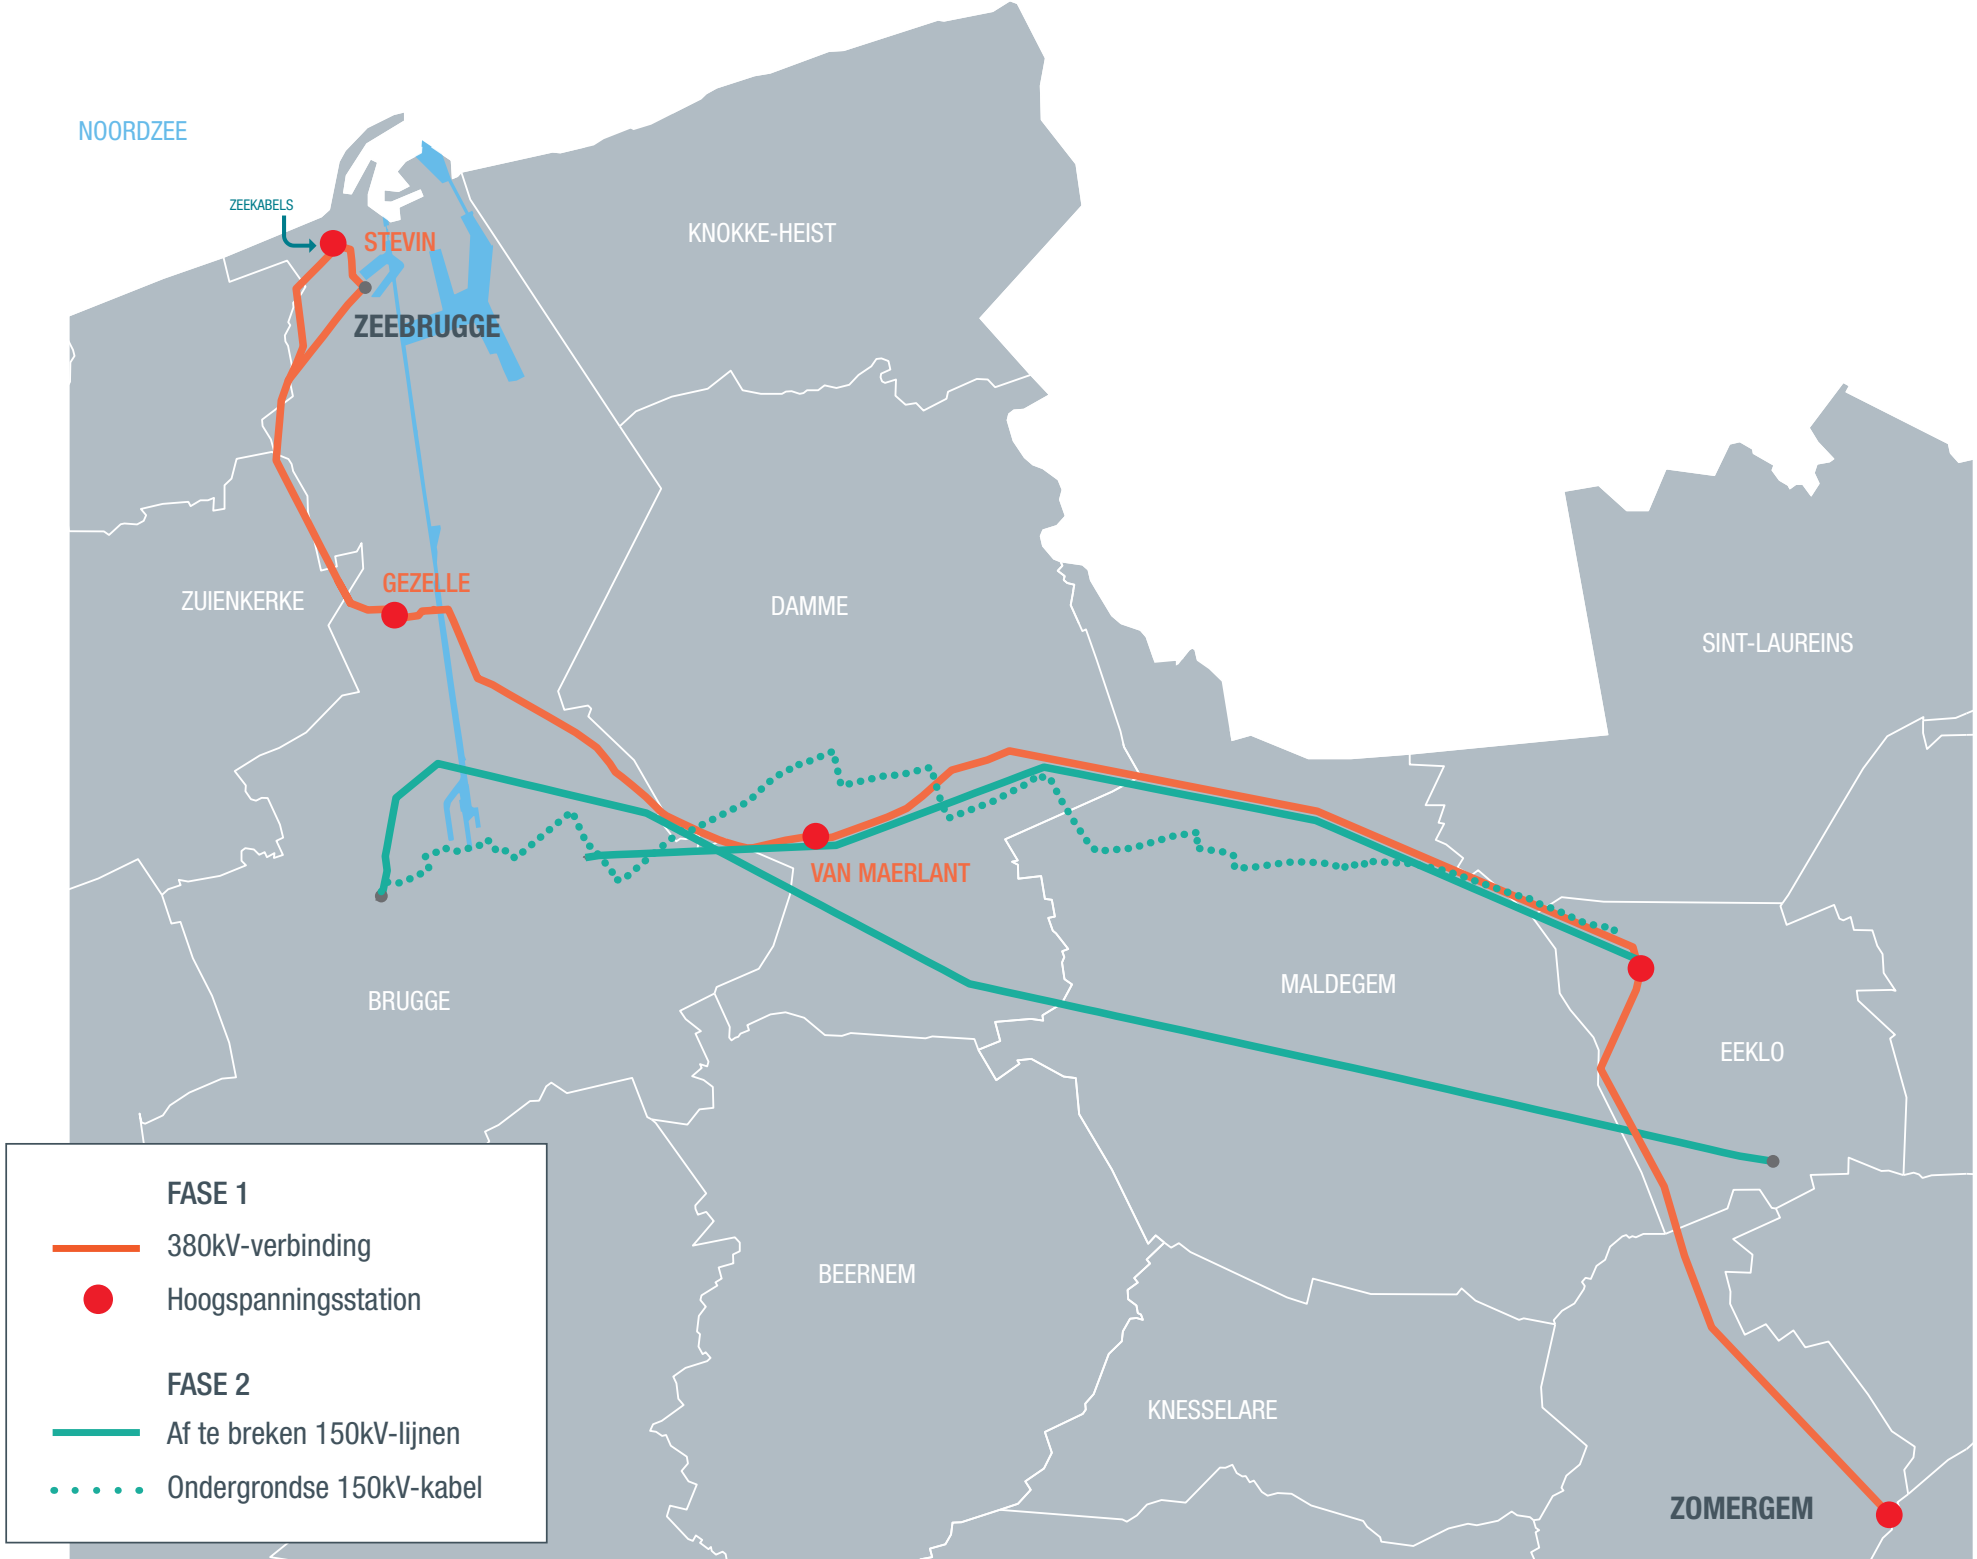 NOORDZEE
ZEEKABELS
STEVIN
KNOKKE-HEIST
ZEEBRUGGE
GEZELLE
ZUIENKERKE
DAMME
SINT-LAUREINS
VAN MAERLANT
BRUGGE
MALDEGEM
EEKLO
BEERNEM
KNESSELARE
ZOMERGEM
FASE 1
380kV-verbinding
Hoogspanningsstation
FASE 2
Af te breken 150kV-lijnen
Ondergrondse 150kV-kabel